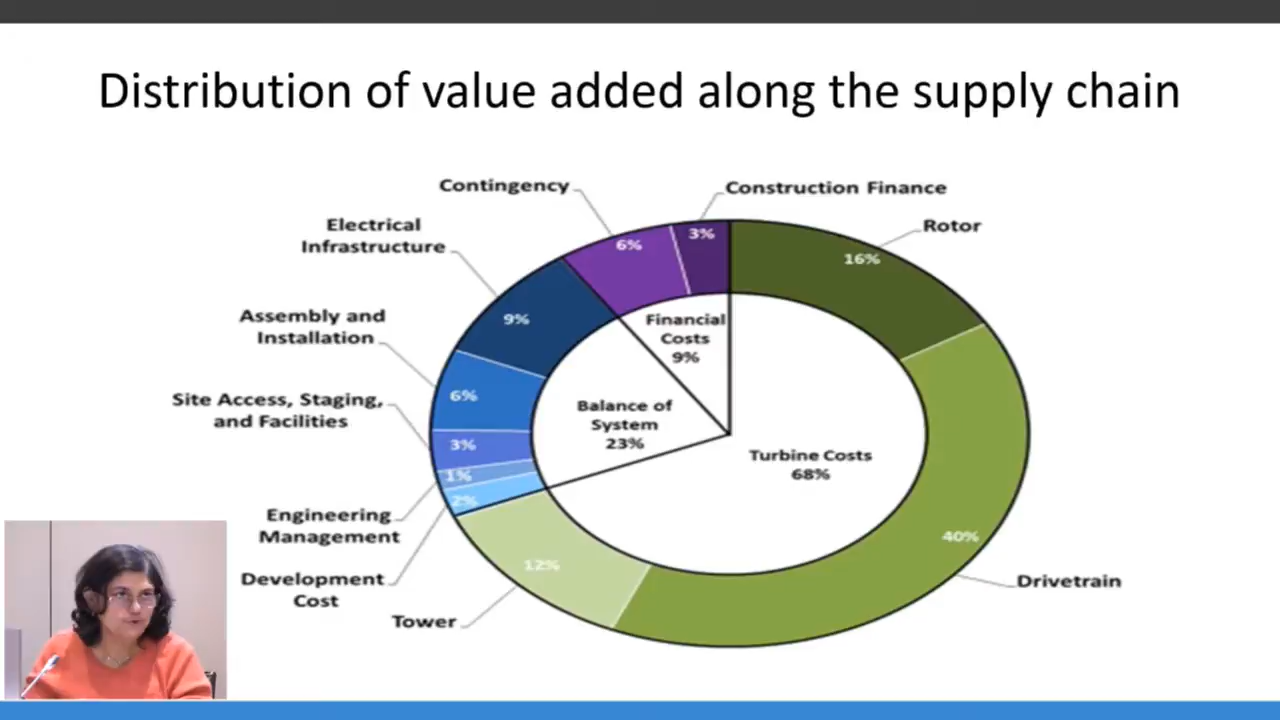 Distribution of value added along the supply chain
Contingency
Construction Finance
Electrical
Infrastructure
Rotor
6%
3%
16%
9%
Assembly and
Installation
Financial
Costs
9%
Site Access, Staging,
and Facilities
6%
3%
1%
2%
Balance of
System
23%
Turbine Costs
68%
Engineering
Management
Development
Cost
Tower
12%
40%
Drivetrain